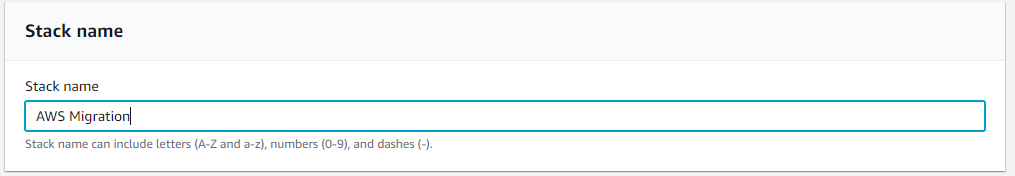 Stack name
Stack name
AWS Migration
Stack name can include letters (A-Z and a-z), numbers (0-9), and dashes (-).